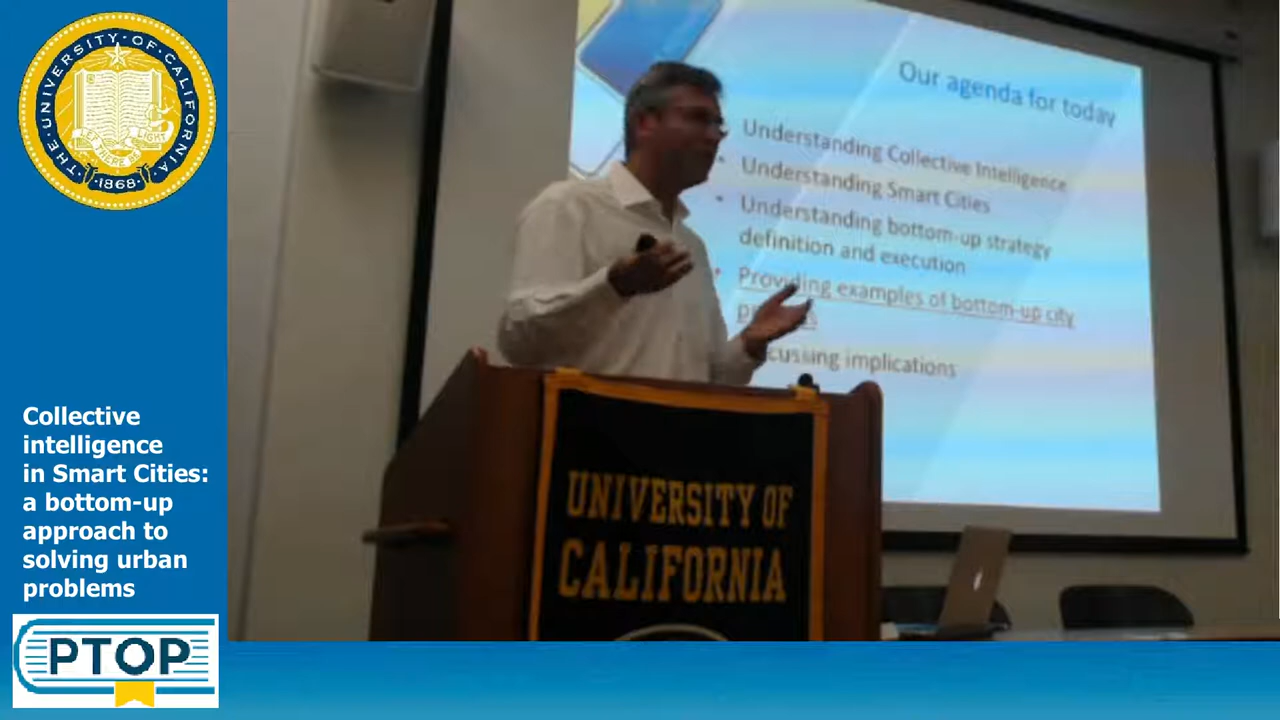 THE·UNIVERSITY·OF·CALIFORNIA
LET THERE BE LIGHT
·1868·
Collective
intelligence
in Smart Cities:
a bottom-up
approach to
solving urban
problems
PTOP
Our agenda for today
Understanding Collective Intelligence
• Understanding Smart Cities
• Understanding bottom-up strategy
definition and execution
• Providing examples of bottom-up city
implications
UNIVERSITY OF
CALIFORNIA